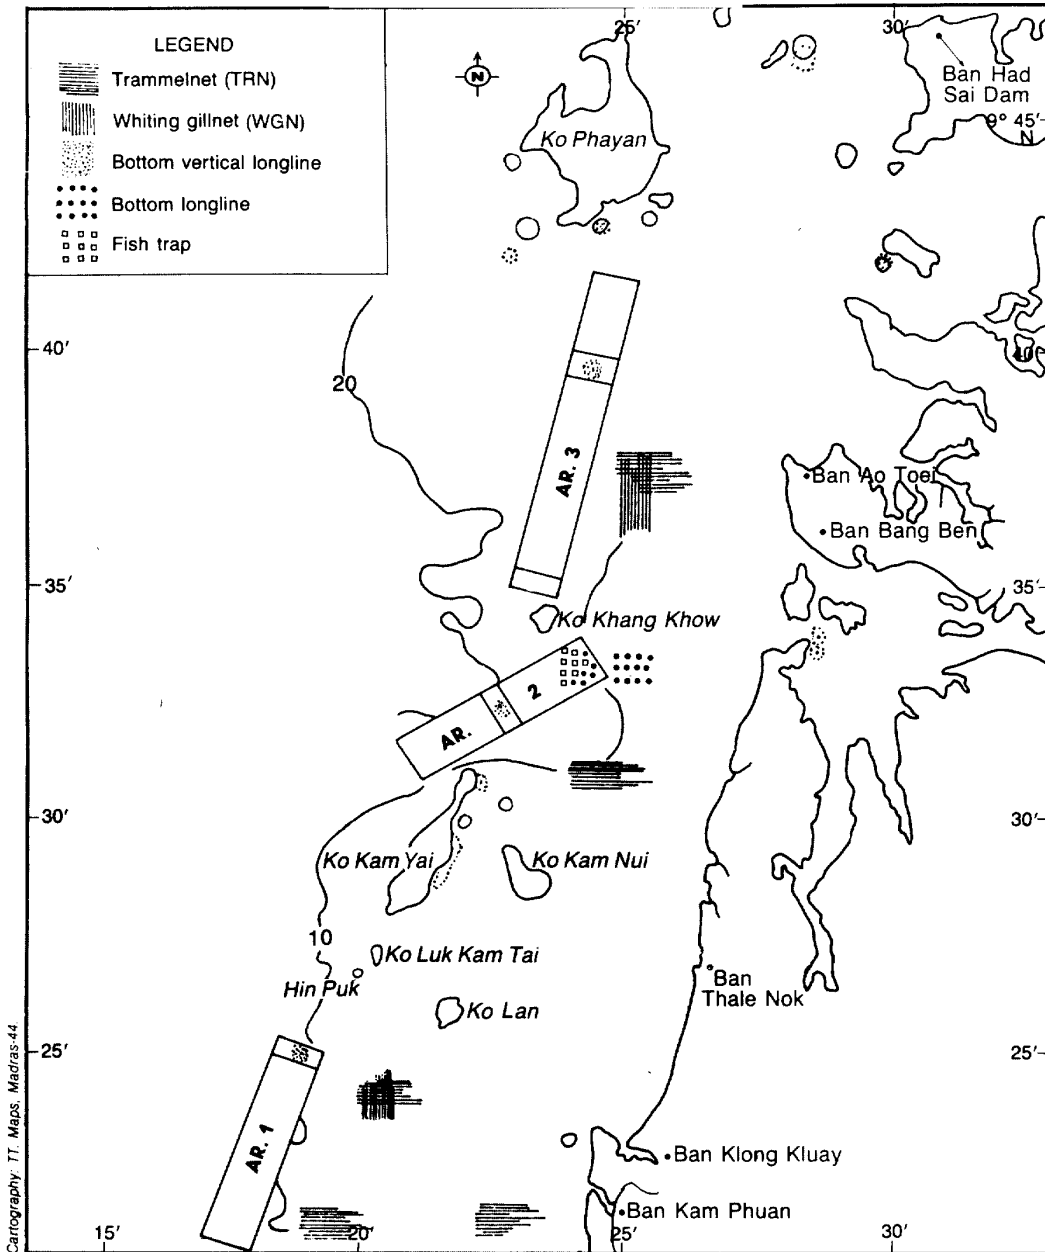 LEGEND
Trammelnet (TRN)
Whiting gillnet (WGN)
Bottom vertical longline
Bottom longline
Fish trap
N
25′
30′
Ban Had
Sai Dam
9° 45′
N
Ko Phayan
40′
40′
20
AR. 3
Ban Ao Toei
Ban Bang Ben
35′
35′
Ko Khang Khow
AR. 2
30′
30′
Ko Kam Yai
Ko Kam Nui
10
Ko Luk Kam Tai
Hin Puk
Ko Lan
Ban
Thale Nok
25′
25′
AR. 1
Ban Klong Kluay
Ban Kam Phuan
15′
20′
25′
30′
Cartography: TT. Maps, Madras-44.